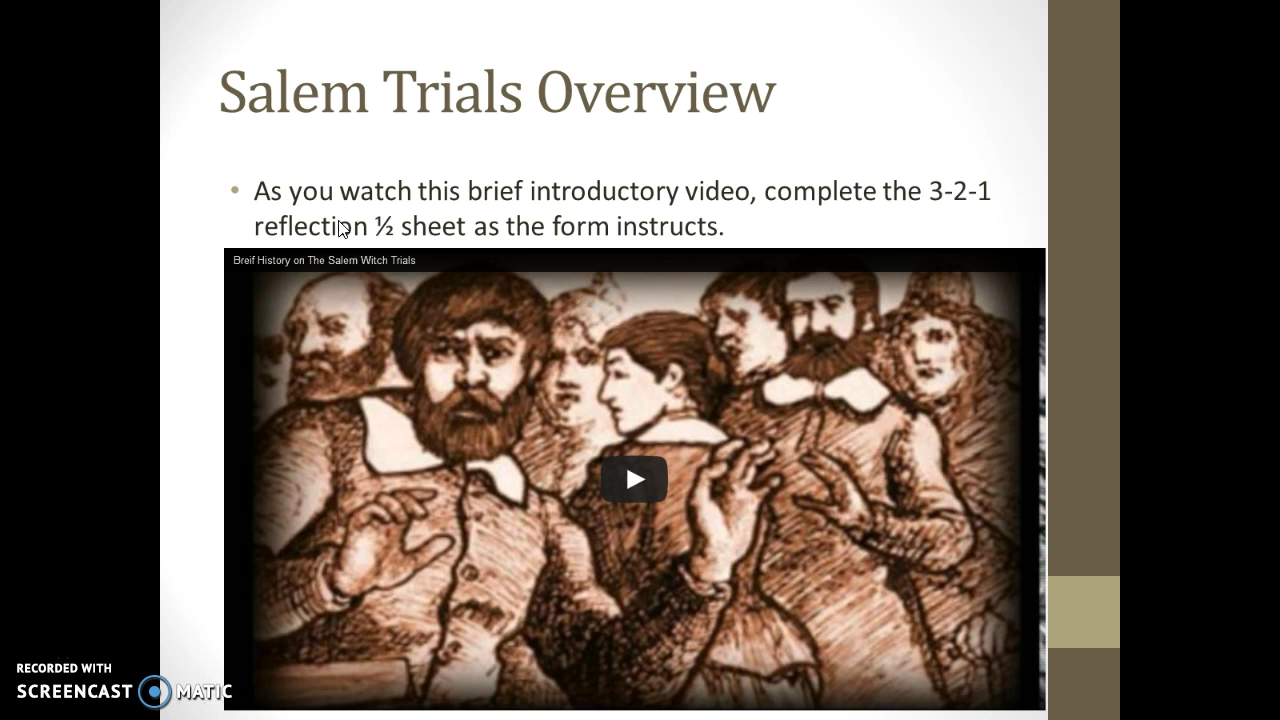 Salem Trials Overview
• As you watch this brief introductory video, complete the 3-2-1
reflection ½ sheet as the form instructs.
Breif History on The Salem Witch Trials
RECORDED WITH
SCREENCAST MATIC